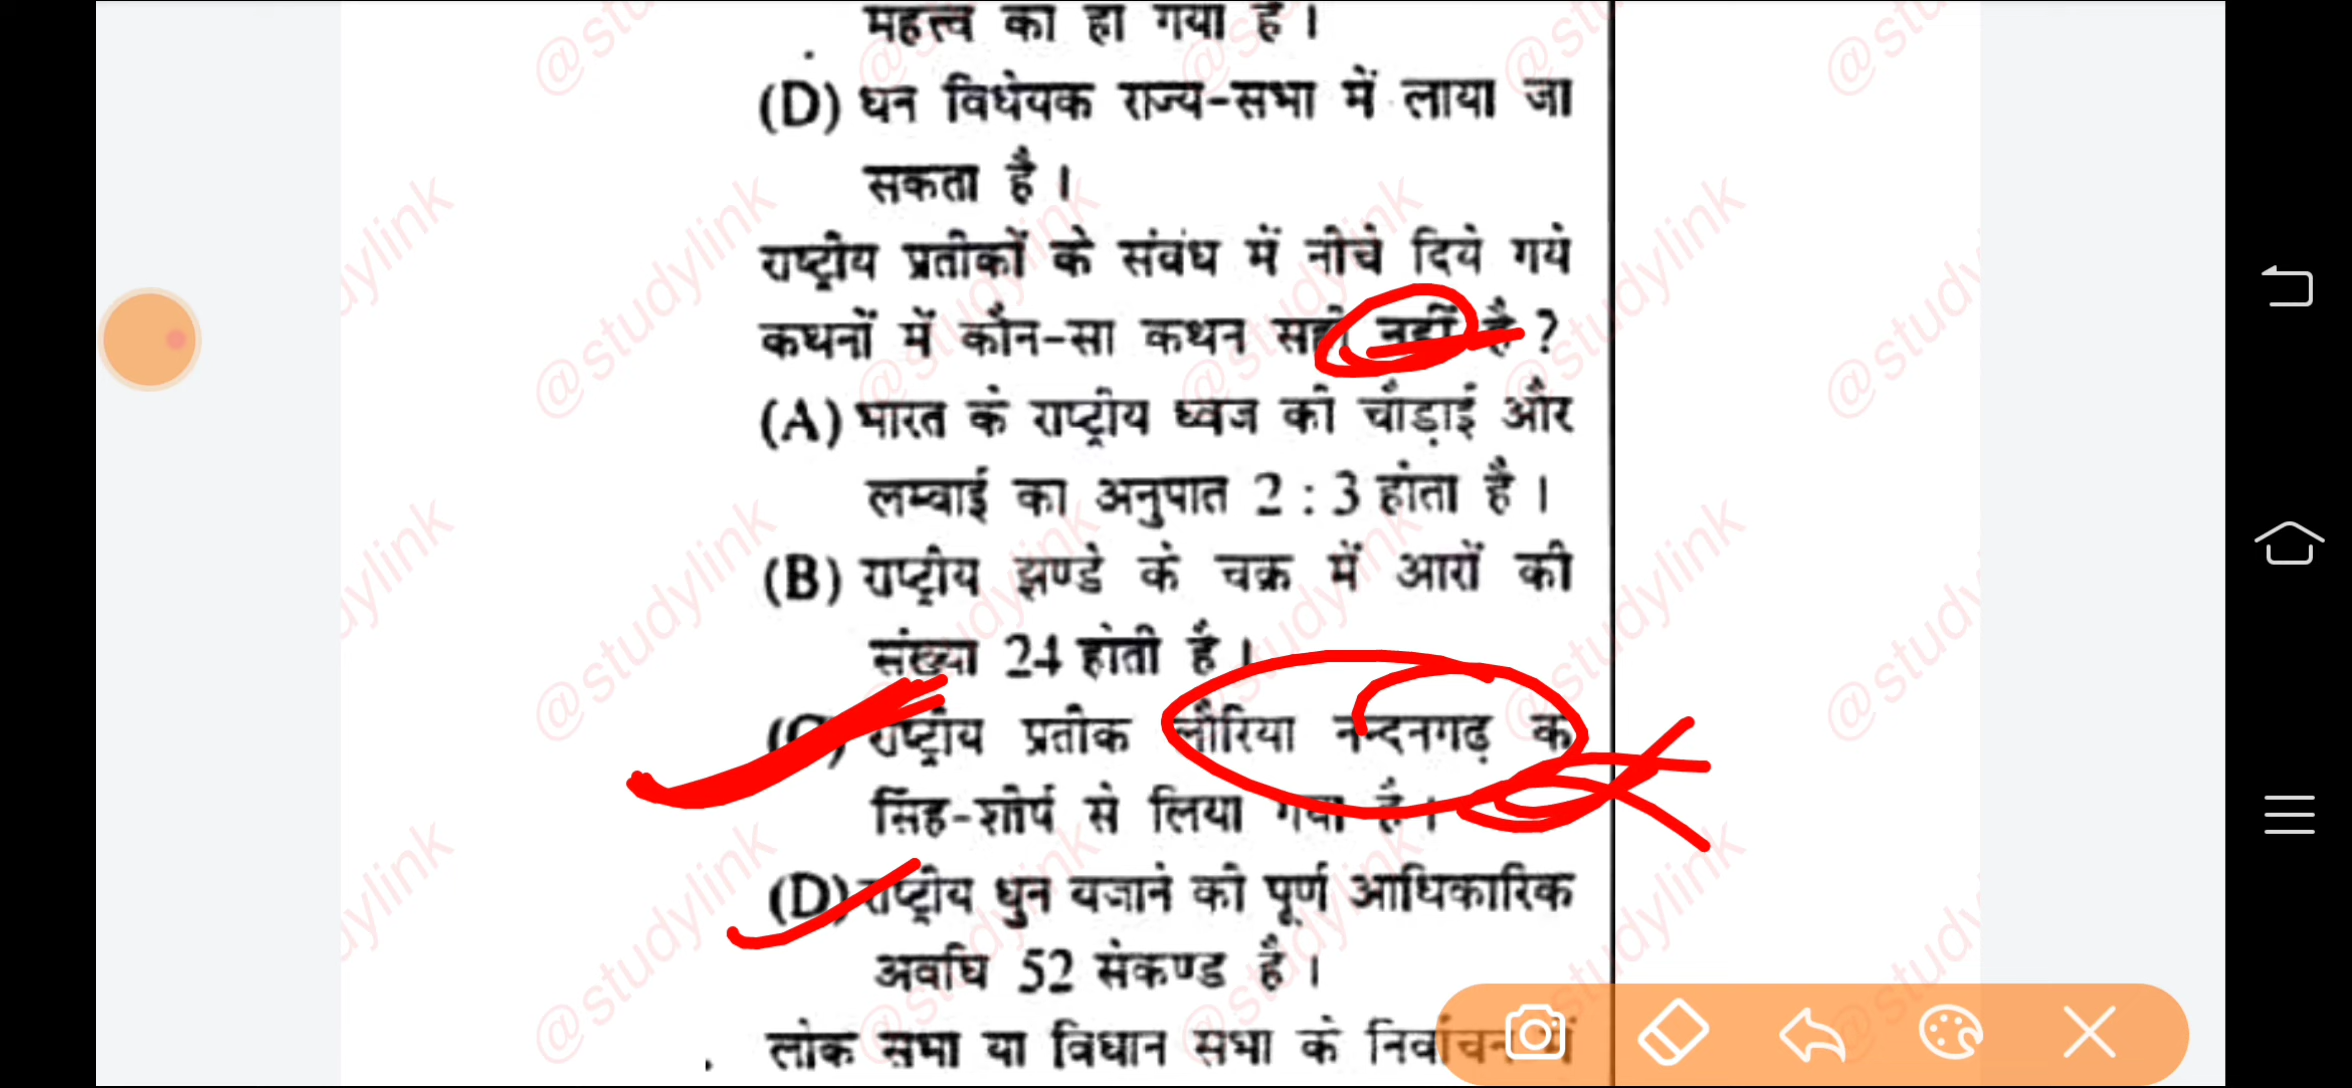 महत्त्व का हो गया है ।
(D) धन विधेयक राज्य-सभा में लाया जा
सकता है ।
राष्ट्रीय प्रतीकों के संबंध में नीचे दिये गये
कथनों में कौन-सा कथन सही नहीं है ?
(A) भारत के राष्ट्रीय ध्वज की चौड़ाई और
लम्बाई का अनुपात 2 : 3 होता है ।
(B) राष्ट्रीय झण्डे के चक्र में आरों की
संख्या 24 होती है ।
(C) राष्ट्रीय प्रतीक लौरिया नन्दनगढ़ के
सिंह-शीर्ष से लिया गया है ।
(D) राष्ट्रीय धुन बजाने की पूर्ण आधिकारिक
अवधि 52 सेकण्ड है ।
लोक सभा या विधान सभा के निर्वाचन में
@studylink